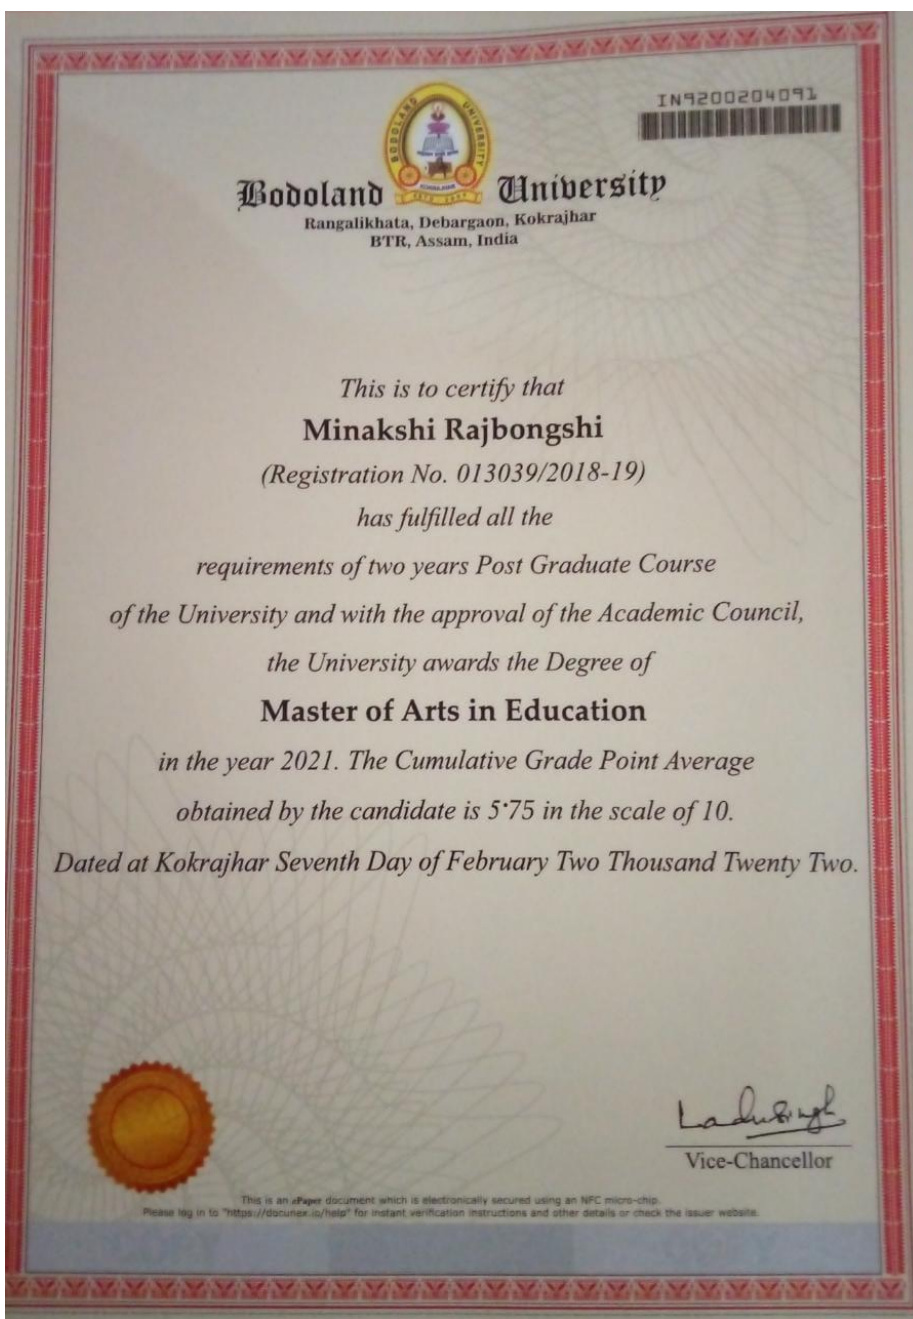 IN9200204091
BODOLAND UNIVERSITY
KOKRAJHAR
Bodoland University
Rangalikhata, Debargaon, Kokrajhar
BTR, Assam, India
This is to certify that
Minakshi Rajbongshi
(Registration No. 013039/2018-19)
has fulfilled all the
requirements of two years Post Graduate Course
of the University and with the approval of the Academic Council,
the University awards the Degree of
Master of Arts in Education
in the year 2021. The Cumulative Grade Point Average
obtained by the candidate is 5·75 in the scale of 10.
Dated at Kokrajhar Seventh Day of February Two Thousand Twenty Two.
Ladusingh
Vice-Chancellor
This is an ePaper document which is electronically secured using an NFC micro-chip.
Please log in to "https://docunex.io/help" for instant verification instructions and other details or check the issuer website.